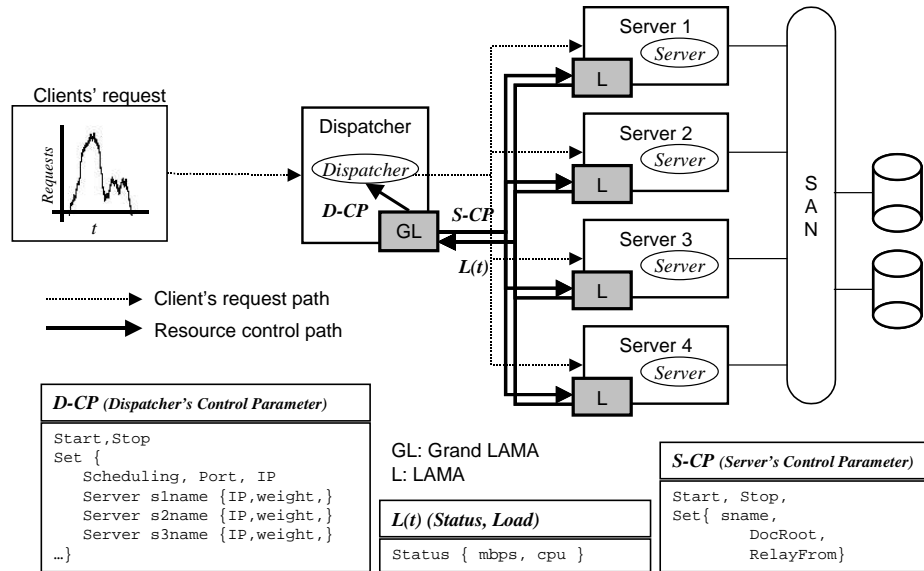 Clients' request
Requests
t
Dispatcher
Dispatcher
D-CP
GL
S-CP
L(t)
Server 1
Server
L
Server 2
Server
L
Server 3
Server
L
Server 4
Server
L
S
A
N
Client's request path
Resource control path
D-CP (Dispatcher's Control Parameter)
Start,Stop
Set {
Scheduling, Port, IP
Server s1name {IP,weight,}
Server s2name {IP,weight,}
Server s3name {IP,weight,}
…}
GL: Grand LAMA
L: LAMA
L(t) (Status, Load)
Status { mbps, cpu }
S-CP (Server's Control Parameter)
Start, Stop,
Set{ sname,
DocRoot,
RelayFrom}